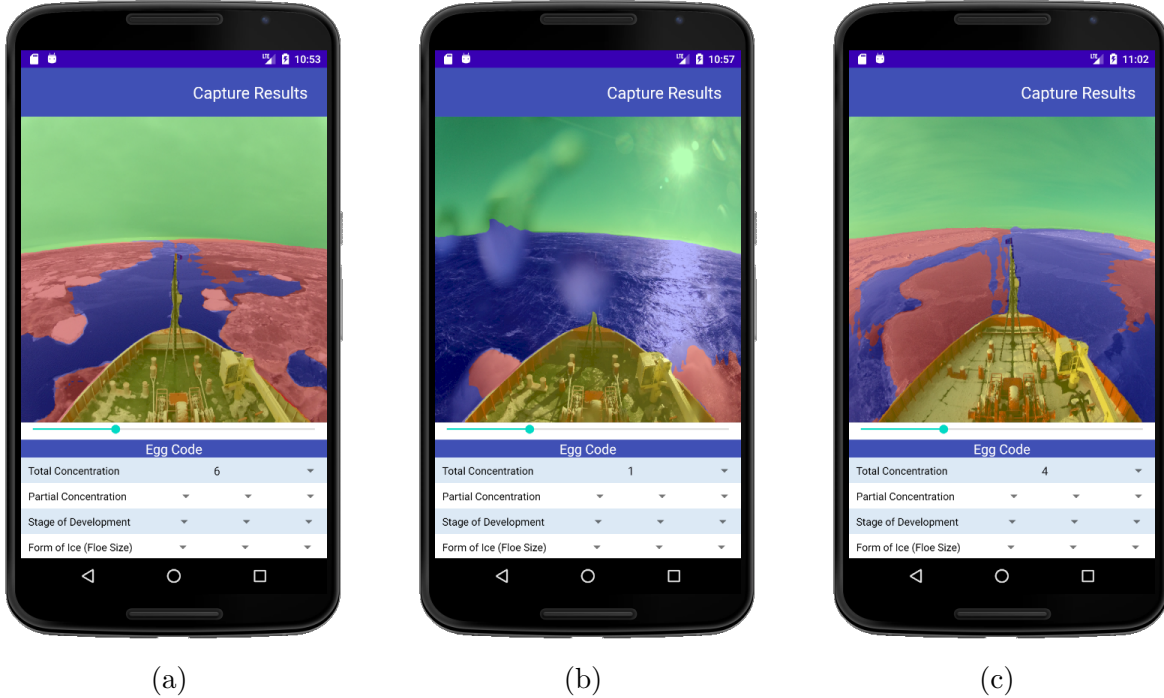 LTE 10:53
Capture Results
Egg Code
Total Concentration 6
Partial Concentration
Stage of Development
Form of Ice (Floe Size)
(a)
LTE 10:57
Capture Results
Egg Code
Total Concentration 1
Partial Concentration
Stage of Development
Form of Ice (Floe Size)
(b)
LTE 11:02
Capture Results
Egg Code
Total Concentration 4
Partial Concentration
Stage of Development
Form of Ice (Floe Size)
(c)